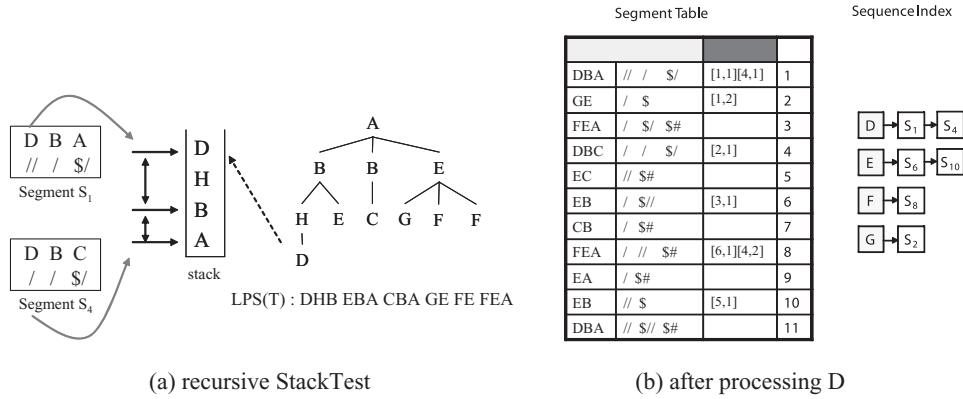 D B A
// / $/
Segment S1
D B C
/ / $/
Segment S4
D
H
B
A
stack
A
B B E
H E C G F F
D
LPS(T) : DHB EBA CBA GE FE FEA
(a) recursive StackTest
Segment Table
DBA // / $/ [1,1][4,1] 1
GE / $ [1,2] 2
FEA / $/ $# 3
DBC / / $/ [2,1] 4
EC // $# 5
EB / $// [3,1] 6
CB / $# 7
FEA / // $# [6,1][4,2] 8
EA / $# 9
EB // $ [5,1] 10
DBA // $// $# 11
Sequence Index
D S1 S4
E S6 S10
F S8
G S2
(b) after processing D